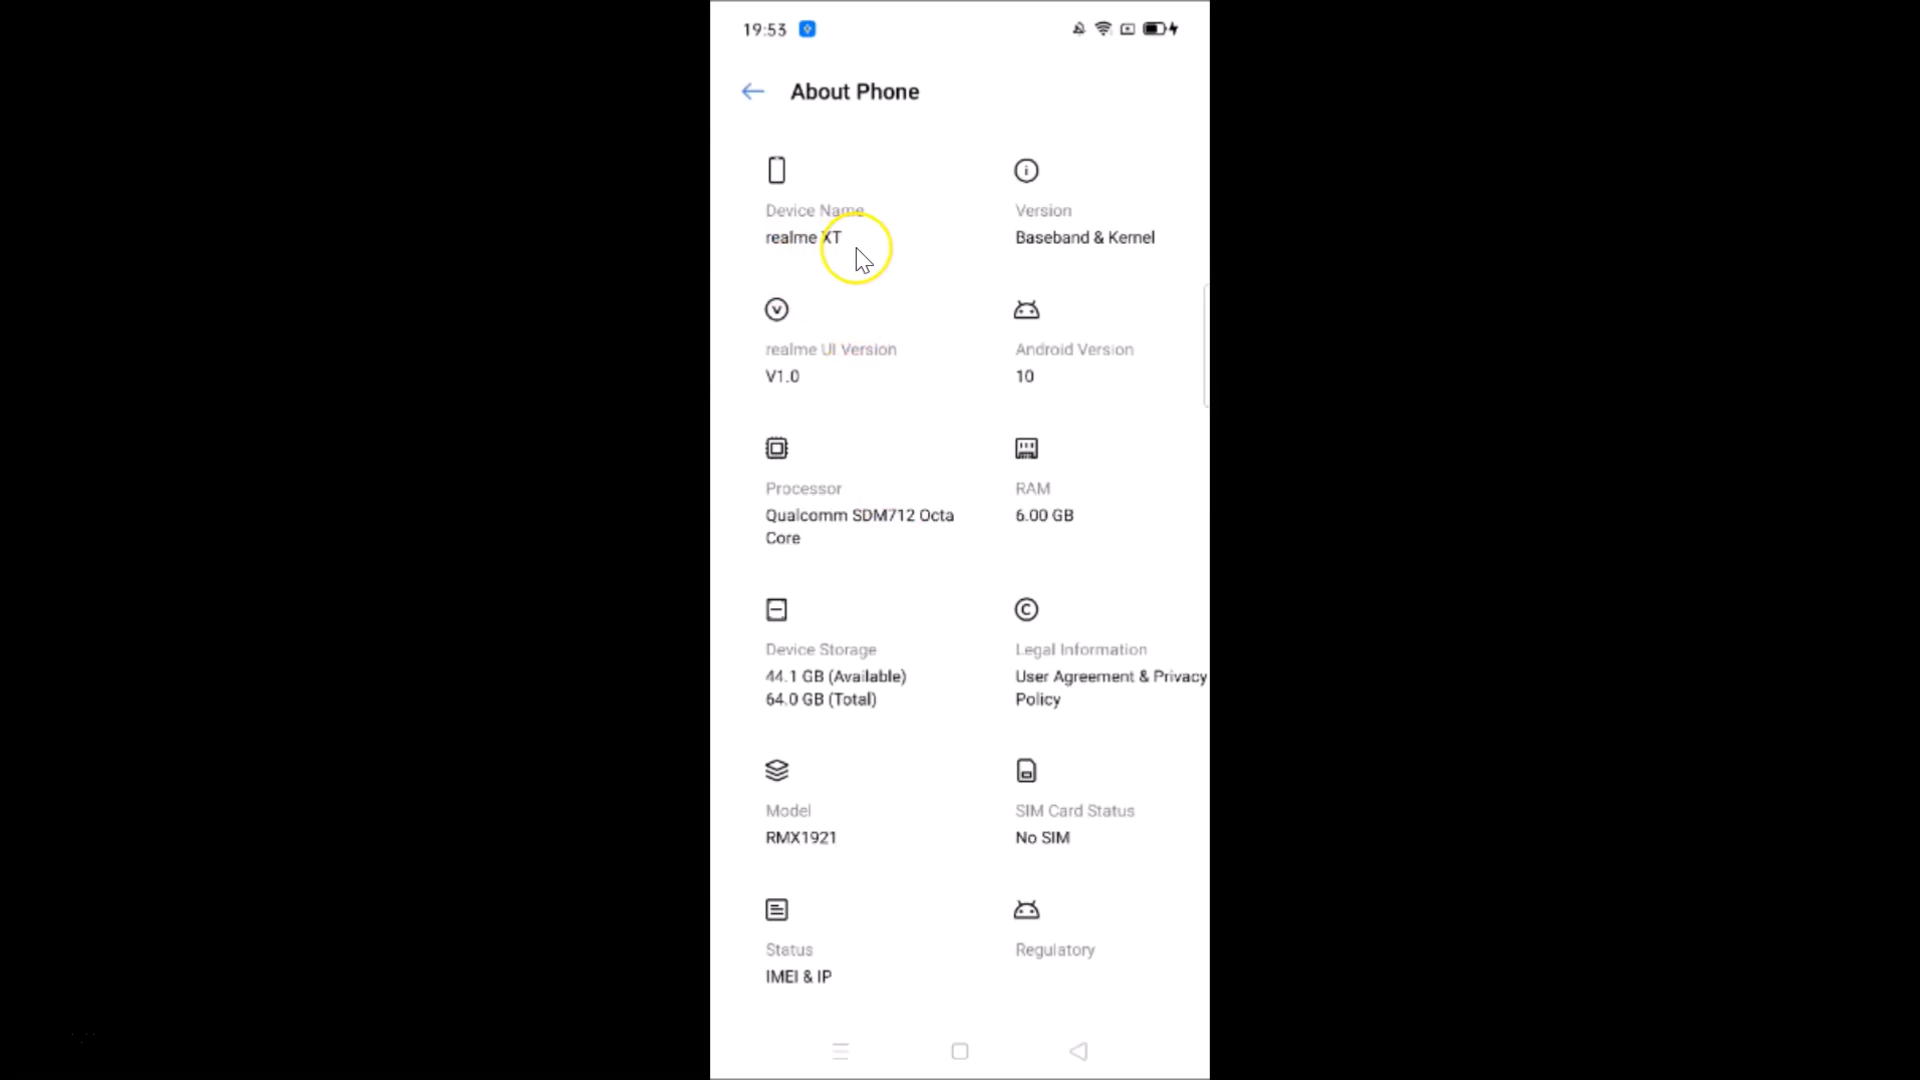 19:53
About Phone
Device Name
realme XT
Version
Baseband & Kernel
realme UI Version
V1.0
Android Version
10
Processor
Qualcomm SDM712 Octa
Core
RAM
6.00 GB
Device Storage
44.1 GB (Available)
64.0 GB (Total)
Legal Information
User Agreement & Privacy
Policy
Model
RMX1921
SIM Card Status
No SIM
Status
IMEI & IP
Regulatory